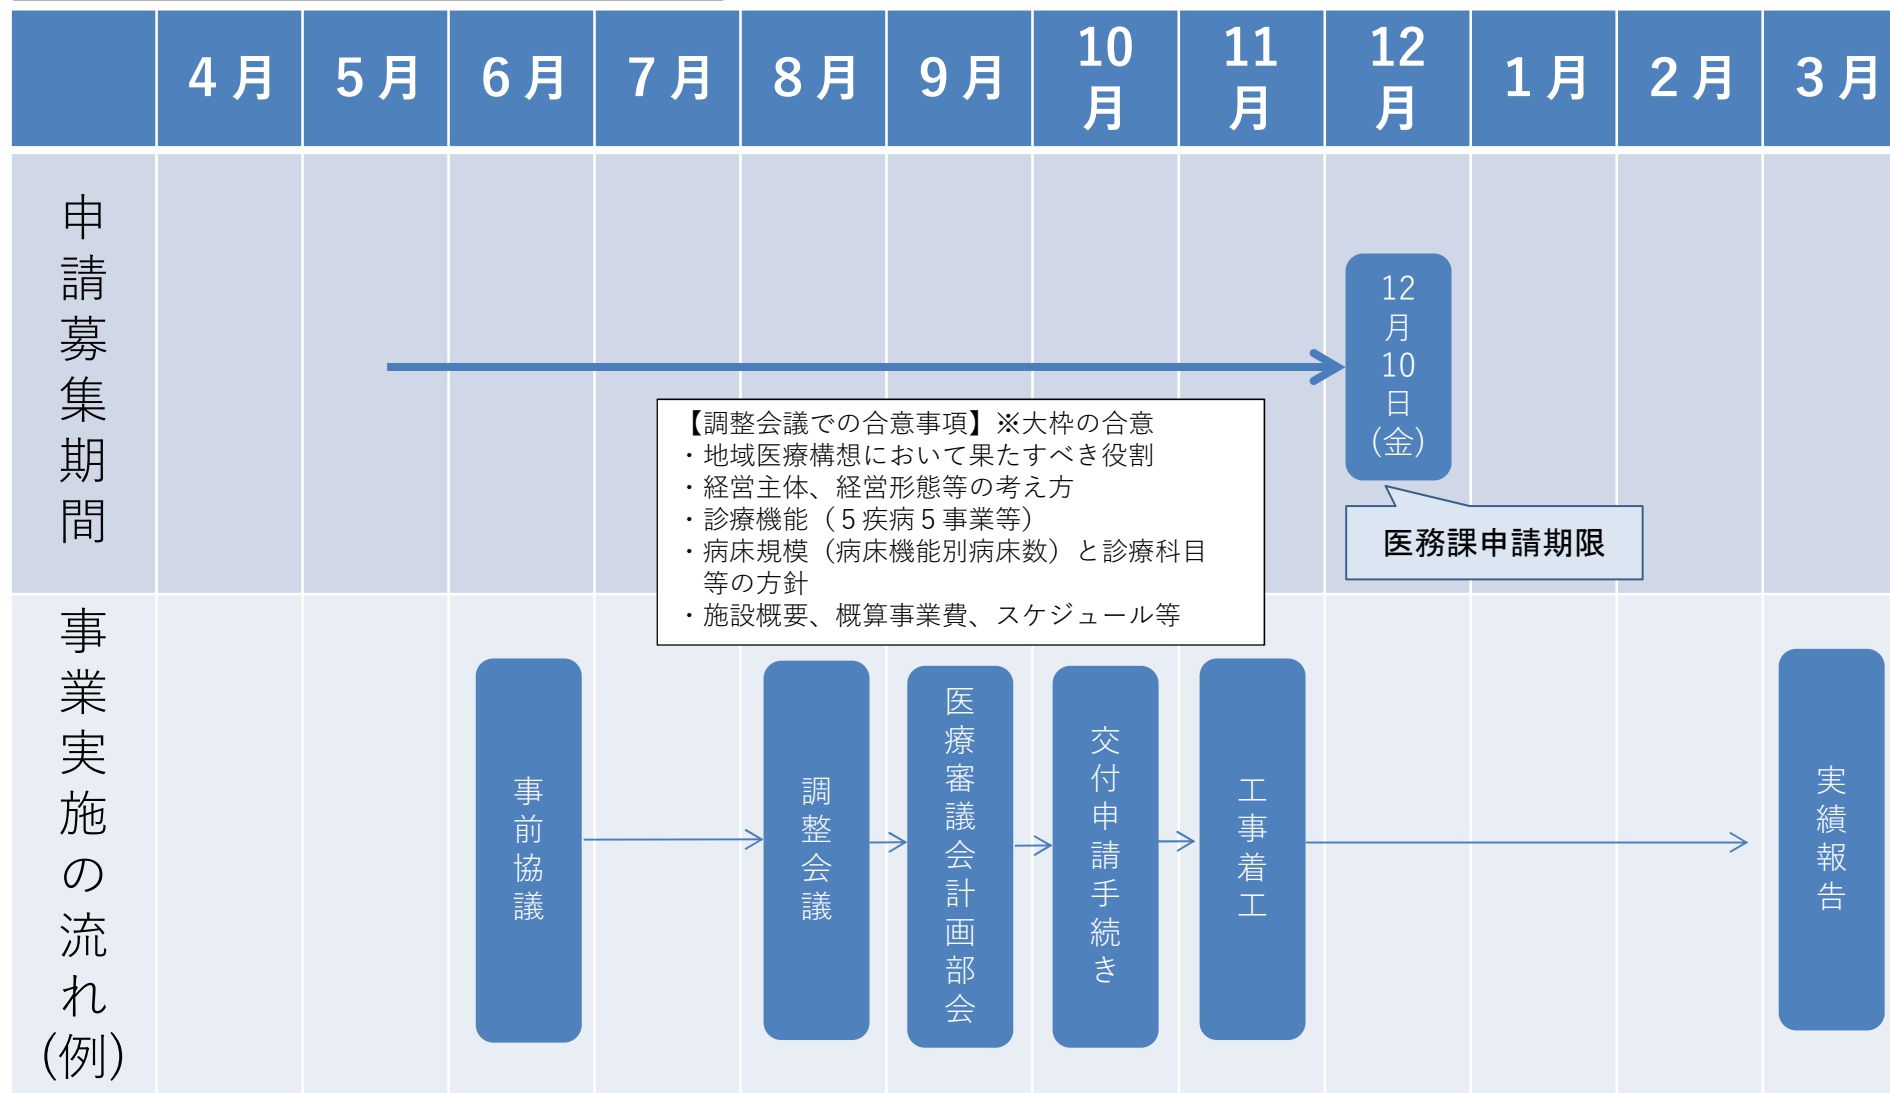 4月 5月 6月 7月 8月 9月 10月 11月 12月 1月 2月 3月
申請募集期間
12月10日(金)
医務課申請期限
【調整会議での合意事項】※大枠の合意
・地域医療構想において果たすべき役割
・経営主体、経営形態等の考え方
・診療機能（５疾病５事業等）
・病床規模（病床機能別病床数）と診療科目
等の方針
・施設概要、概算事業費、スケジュール等
事業実施の流れ(例)
事前協議
調整会議
医療審議会計画部会
交付申請手続き
工事着工
実績報告